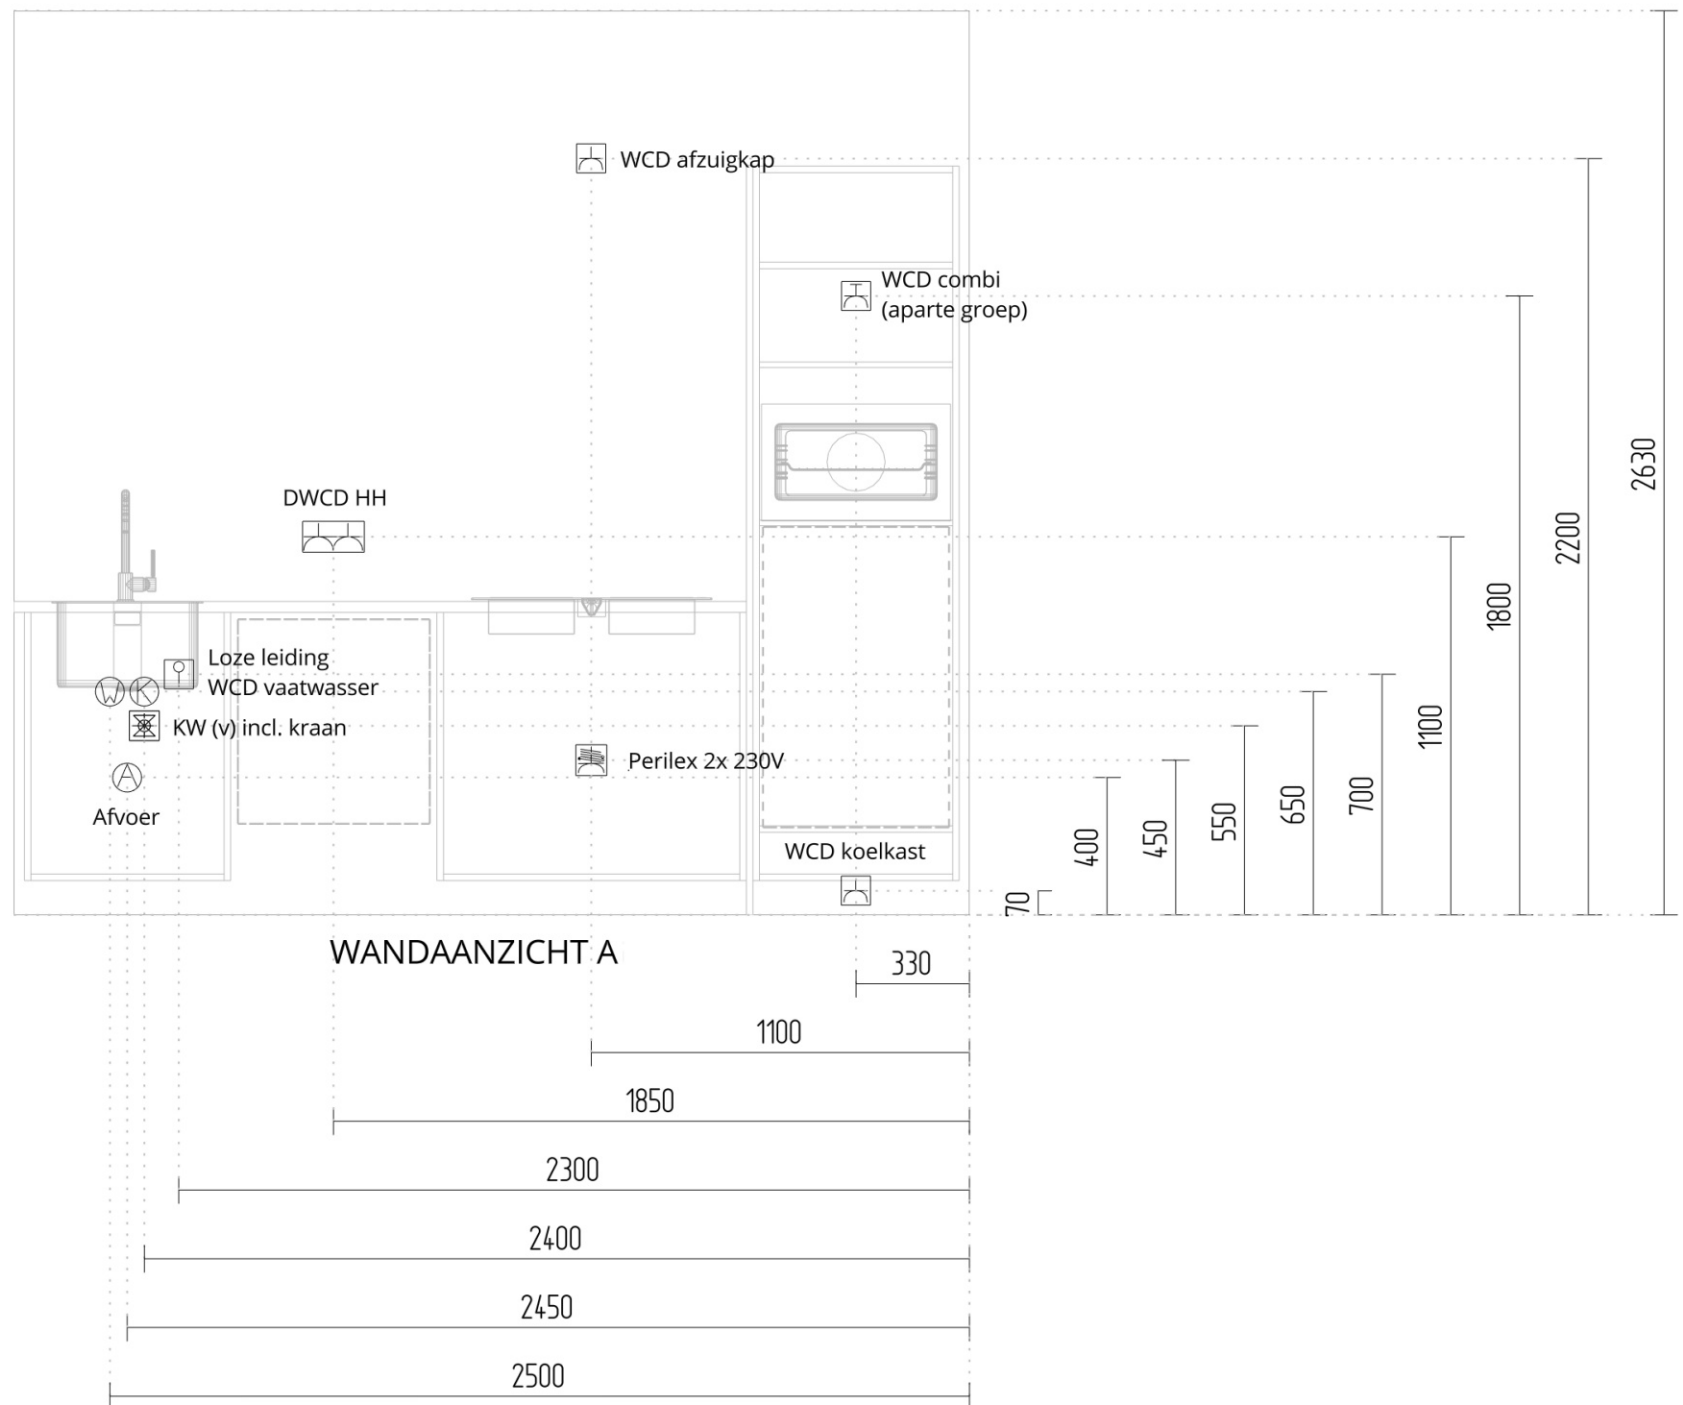 WCD afzuigkap
WCD combi
(aparte groep)
DWCD HH
Loze leiding
WCD vaatwasser
W
K
KW (v) incl. kraan
A
Afvoer
Perilex 2x 230V
WCD koelkast
70
400
450
550
650
700
1100
1800
2200
2630
WANDAANZICHT A
330
1100
1850
2300
2400
2450
2500